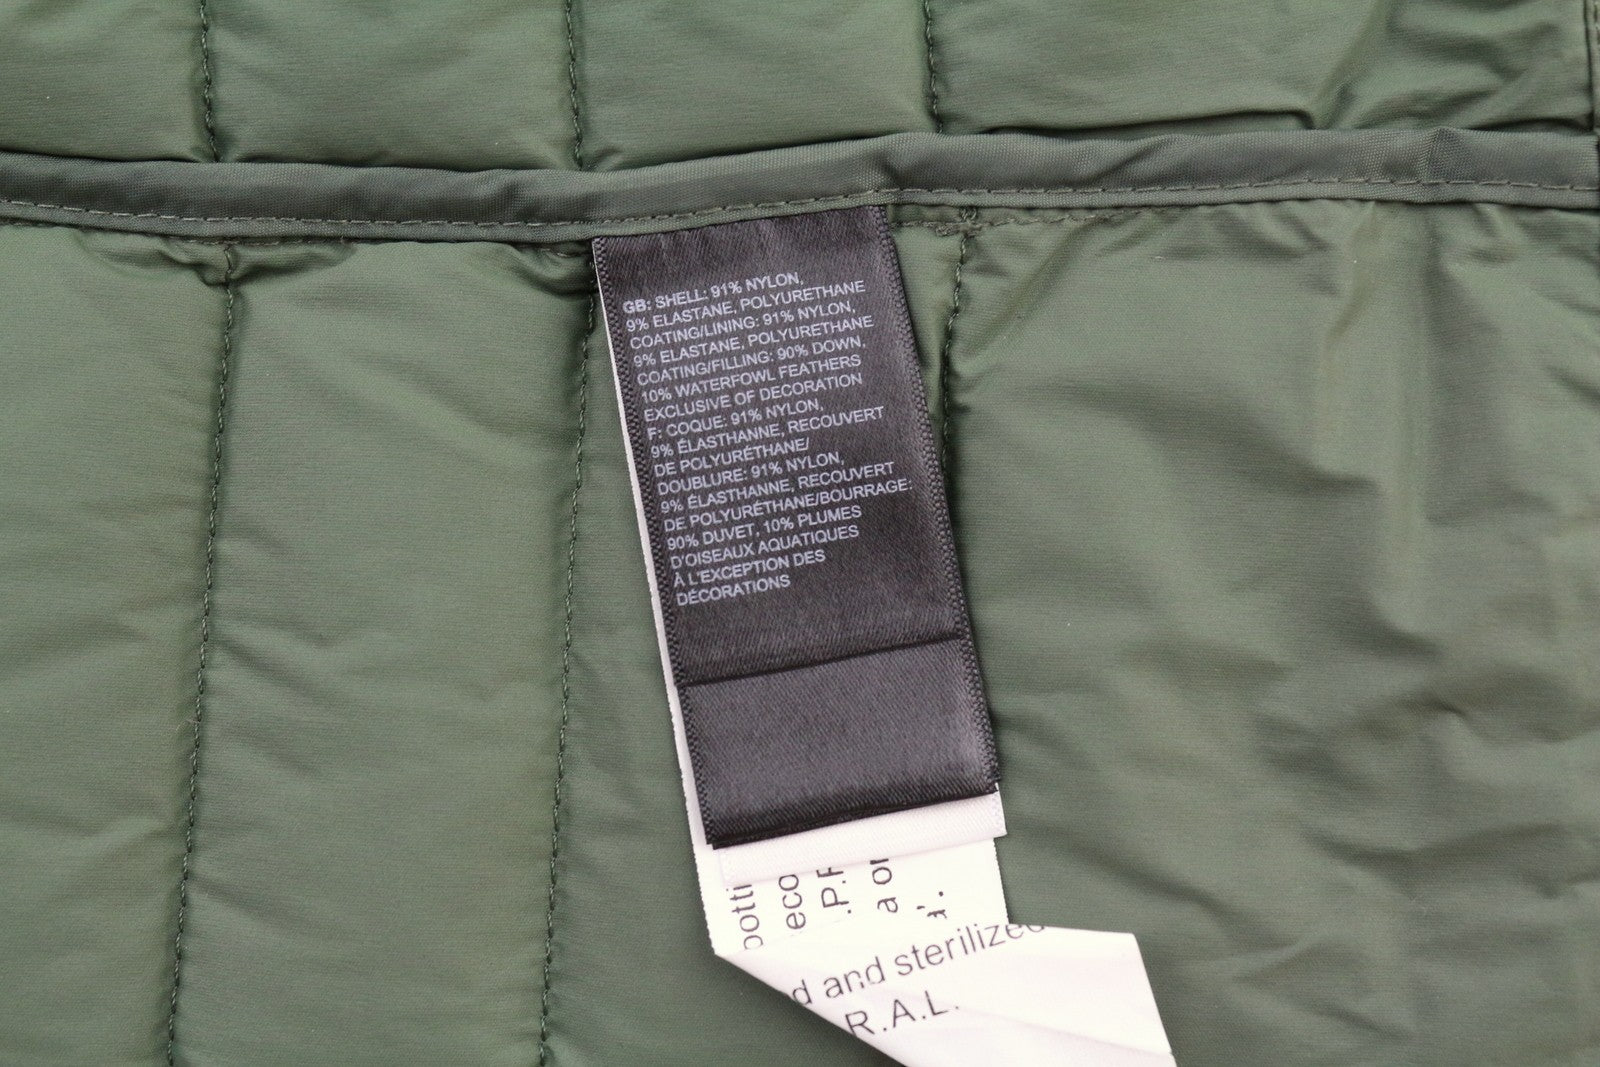 GB: SHELL: 91% NYLON,
9% ELASTANE, POLYURETHANE
COATING/LINING: 91% NYLON,
9% ELASTANE, POLYURETHANE
COATING/FILLING: 90% DOWN,
10% WATERFOWL FEATHERS
EXCLUSIVE OF DECORATION
F: COQUE: 91% NYLON,
9% ÉLASTHANNE, RECOUVERT
DE POLYURÉTHANE/
DOUBLURE: 91% NYLON,
9% ÉLASTHANNE, RECOUVERT
DE POLYURÉTHANE/BOURRAGE:
90% DUVET, 10% PLUMES
D'OISEAUX AQUATIQUES
À L'EXCEPTION DES
DÉCORATIONS
and sterilized
R.A.L.